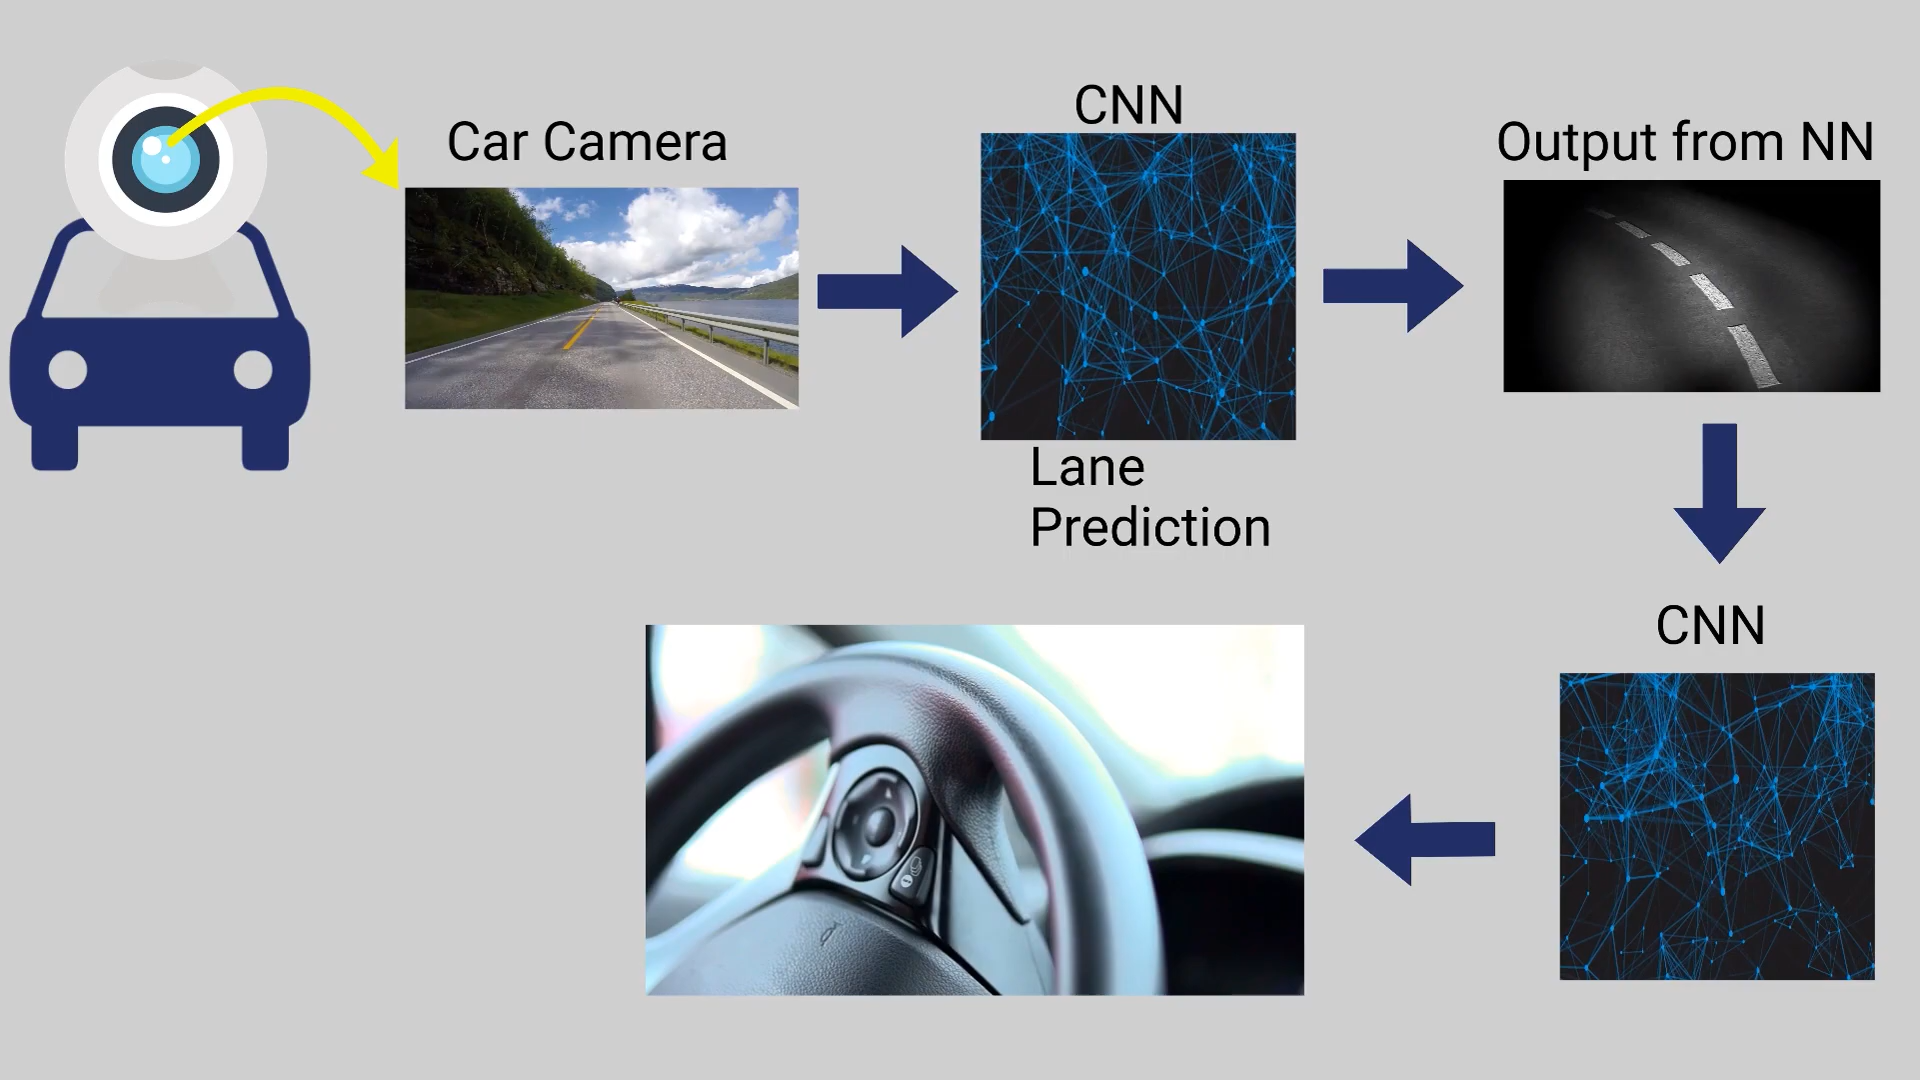 Car Camera
CNN
Output from NN
Lane
Prediction
CNN